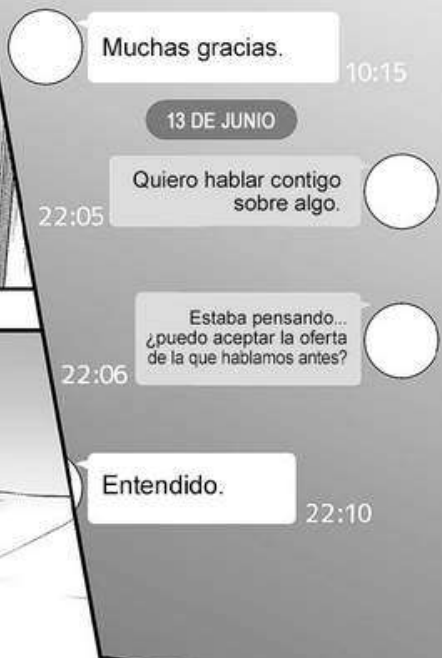 Muchas gracias.
10:15
13 DE JUNIO
Quiero hablar contigo
sobre algo.
22:05
Estaba pensando...
¿puedo aceptar la oferta
de la que hablamos antes?
22:06
Entendido.
22:10